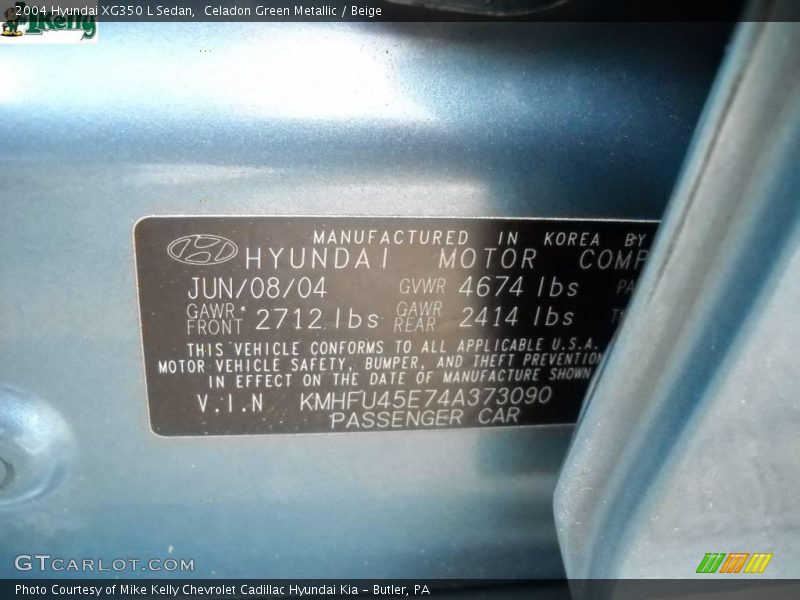 2004 Hyundai XG350 L Sedan,  Celadon Green Metallic / Beige
Kelly
MANUFACTURED IN KOREA BY
HYUNDAI MOTOR
JUN/08/04 GVWR 4674 lbs
GAWR FRONT 2712 lbs GAWR REAR 2414 lbs
THIS VEHICLE CONFORMS TO ALL APPLICABLE U.S.A.
MOTOR VEHICLE SAFETY, BUMPER, AND THEFT PREVENTION
IN EFFECT ON THE DATE OF MANUFACTURE SHOWN
V.I.N KMHFU45E74A373090
PASSENGER CAR
GTCARLOT.COM
Photo Courtesy of Mike Kelly Chevrolet Cadillac Hyundai Kia – Butler, PA